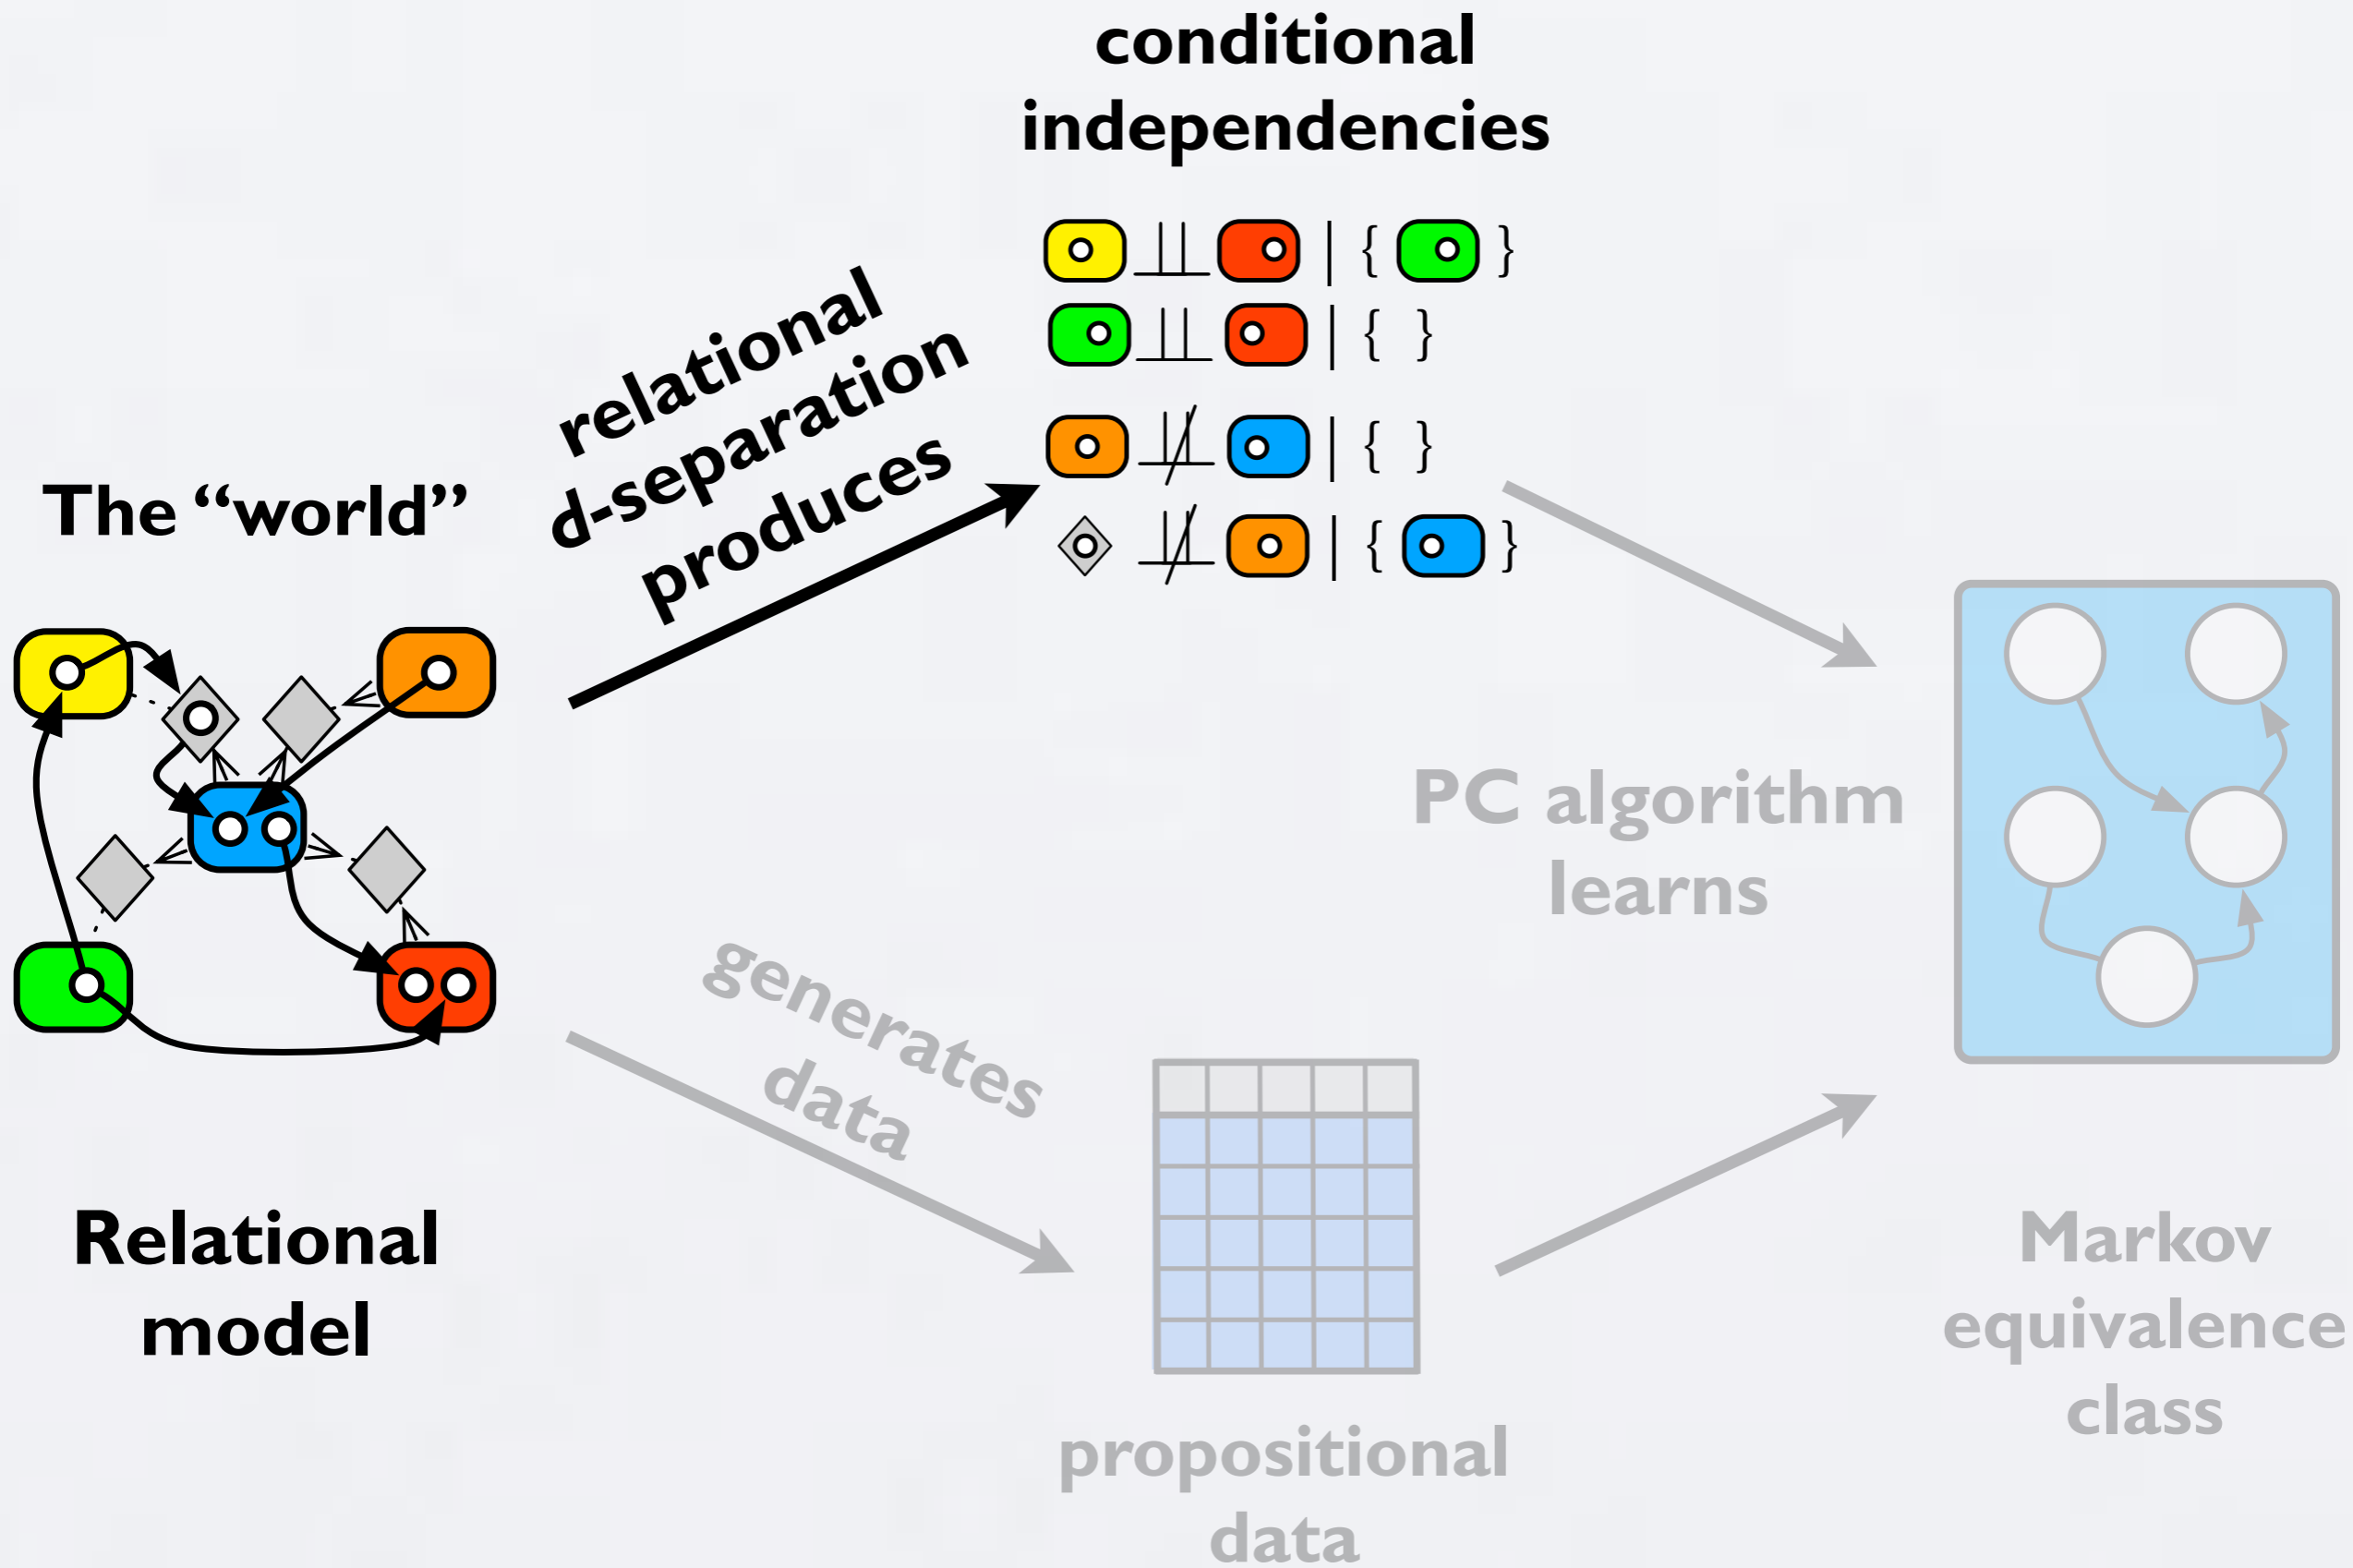 conditional
independencies
⫫ | { }
⫫ | { }
⫫̸ | { }
⫫̸ | { }
relational
d-separation
produces
The “world”
PC algorithm
learns
generates
data
Relational
model
propositional
data
Markov
equivalence
class